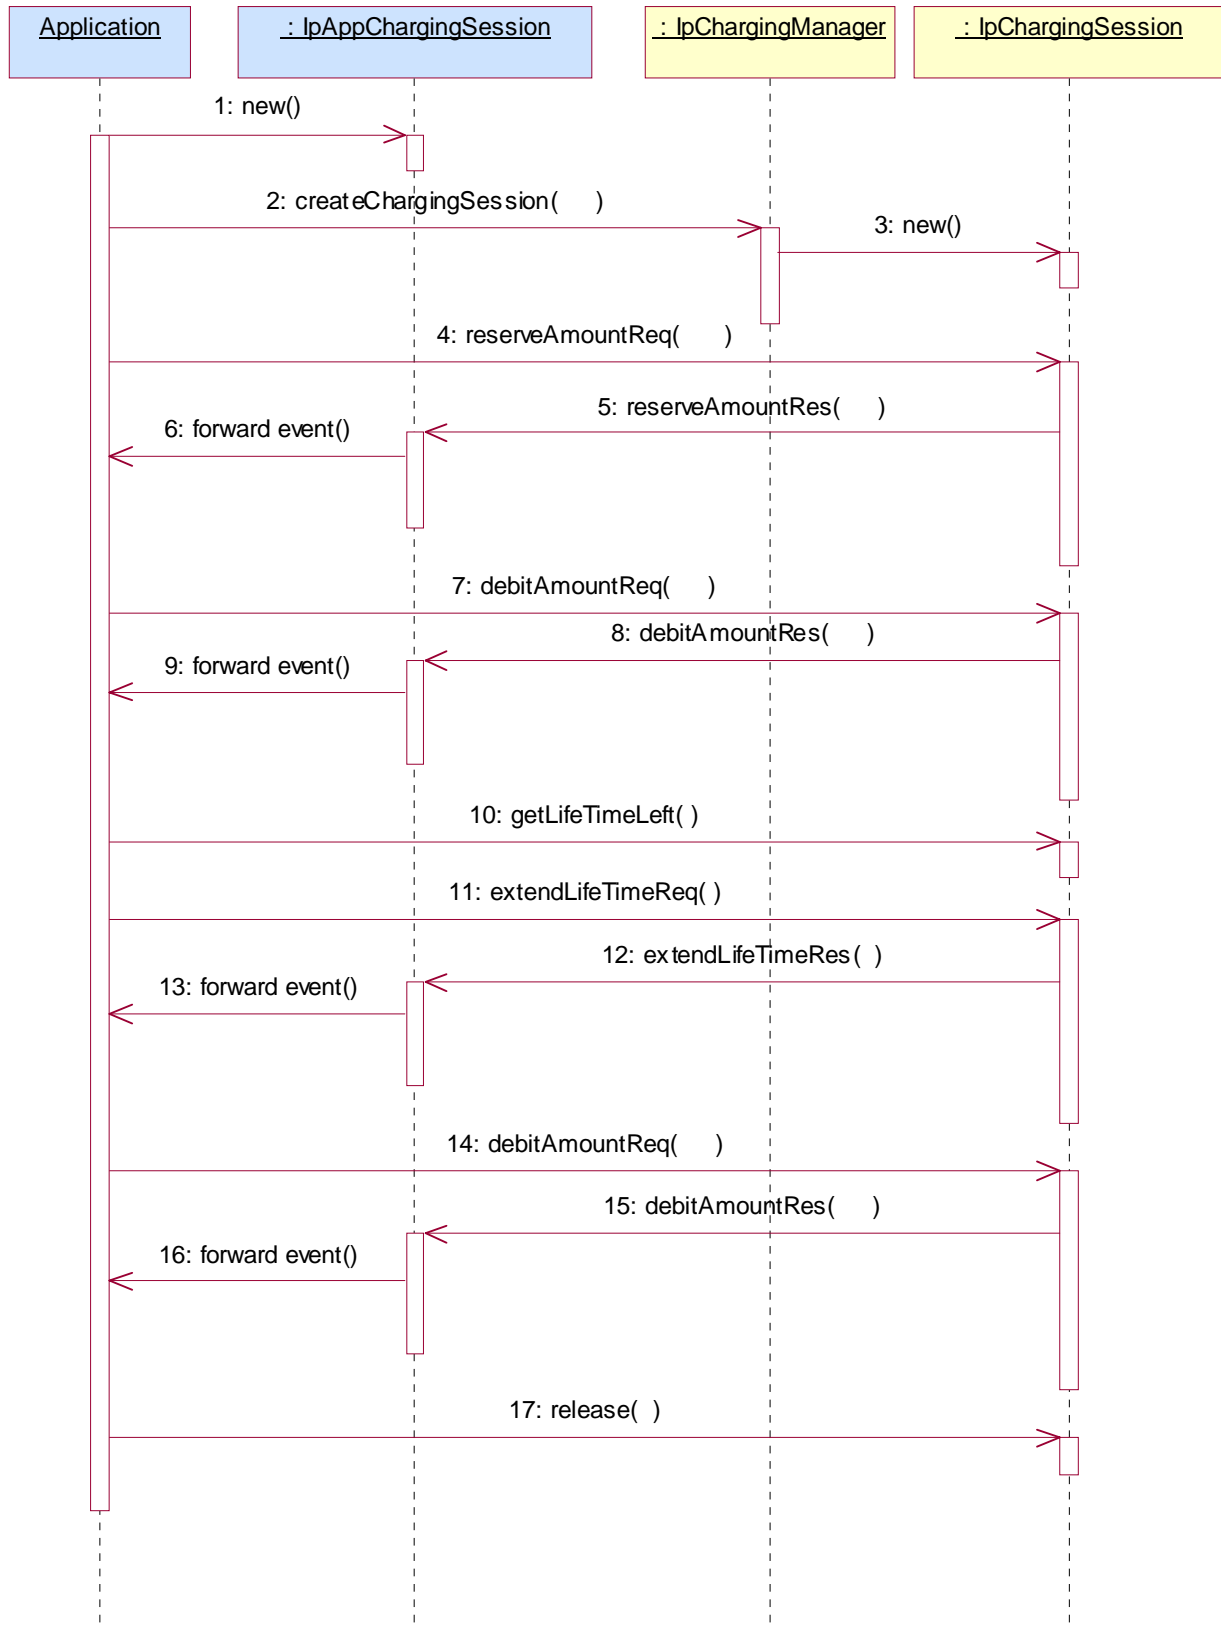 Application
: IpAppChargingSession
: IpChargingManager
: IpChargingSession
1: new()
2: createChargingSession( )
3: new()
4: reserveAmountReq( )
5: reserveAmountRes( )
6: forward event()
7: debitAmountReq( )
8: debitAmountRes( )
9: forward event()
10: getLifeTimeLeft( )
11: extendLifeTimeReq( )
12: extendLifeTimeRes( )
13: forward event()
14: debitAmountReq( )
15: debitAmountRes( )
16: forward event()
17: release( )